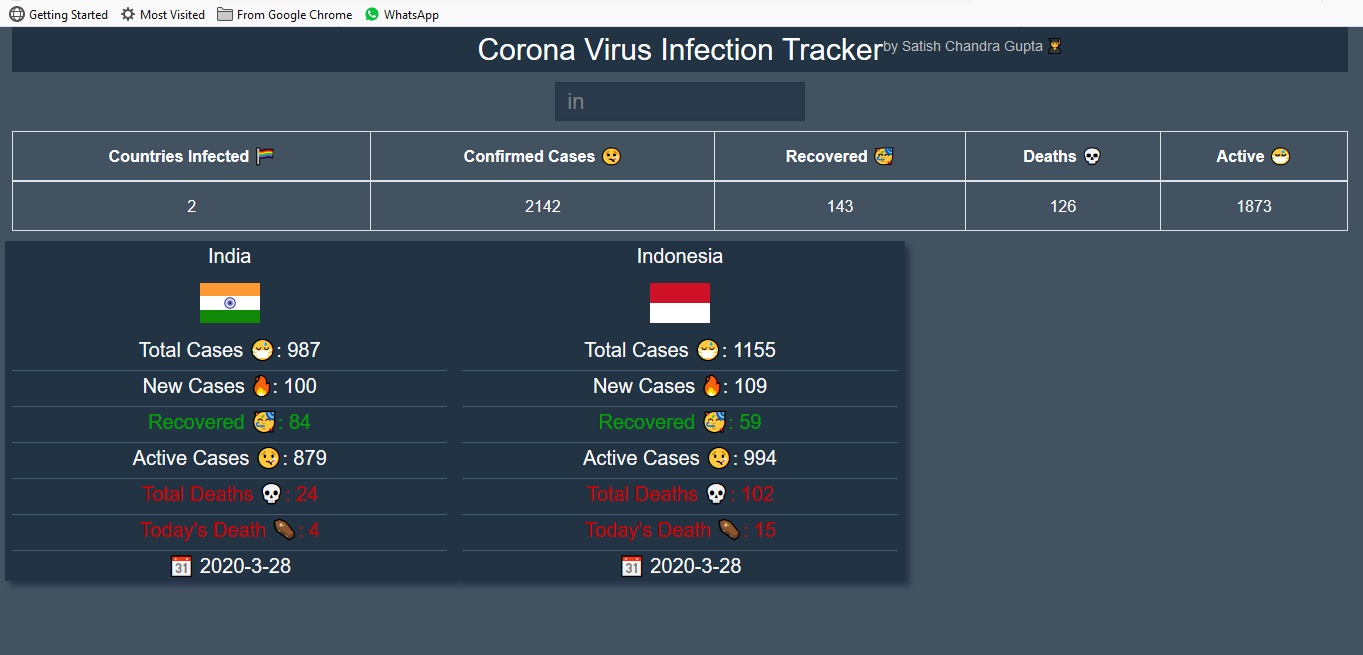 Getting Started Most Visited From Google Chrome WhatsApp
Corona Virus Infection Tracker by Satish Chandra Gupta 👨‍🎓
in
Countries Infected 🏳️‍🌈 Confirmed Cases 🤒 Recovered 🥳 Deaths 💀 Active 😷
2 2142 143 126 1873
India
Total Cases 😷: 987
New Cases 🔥: 100
Recovered 🥳: 84
Active Cases 🤒: 879
Total Deaths 💀: 24
Today's Death ⚰️: 4
📅 2020-3-28
Indonesia
Total Cases 😷: 1155
New Cases 🔥: 109
Recovered 🥳: 59
Active Cases 🤒: 994
Total Deaths 💀: 102
Today's Death ⚰️: 15
📅 2020-3-28